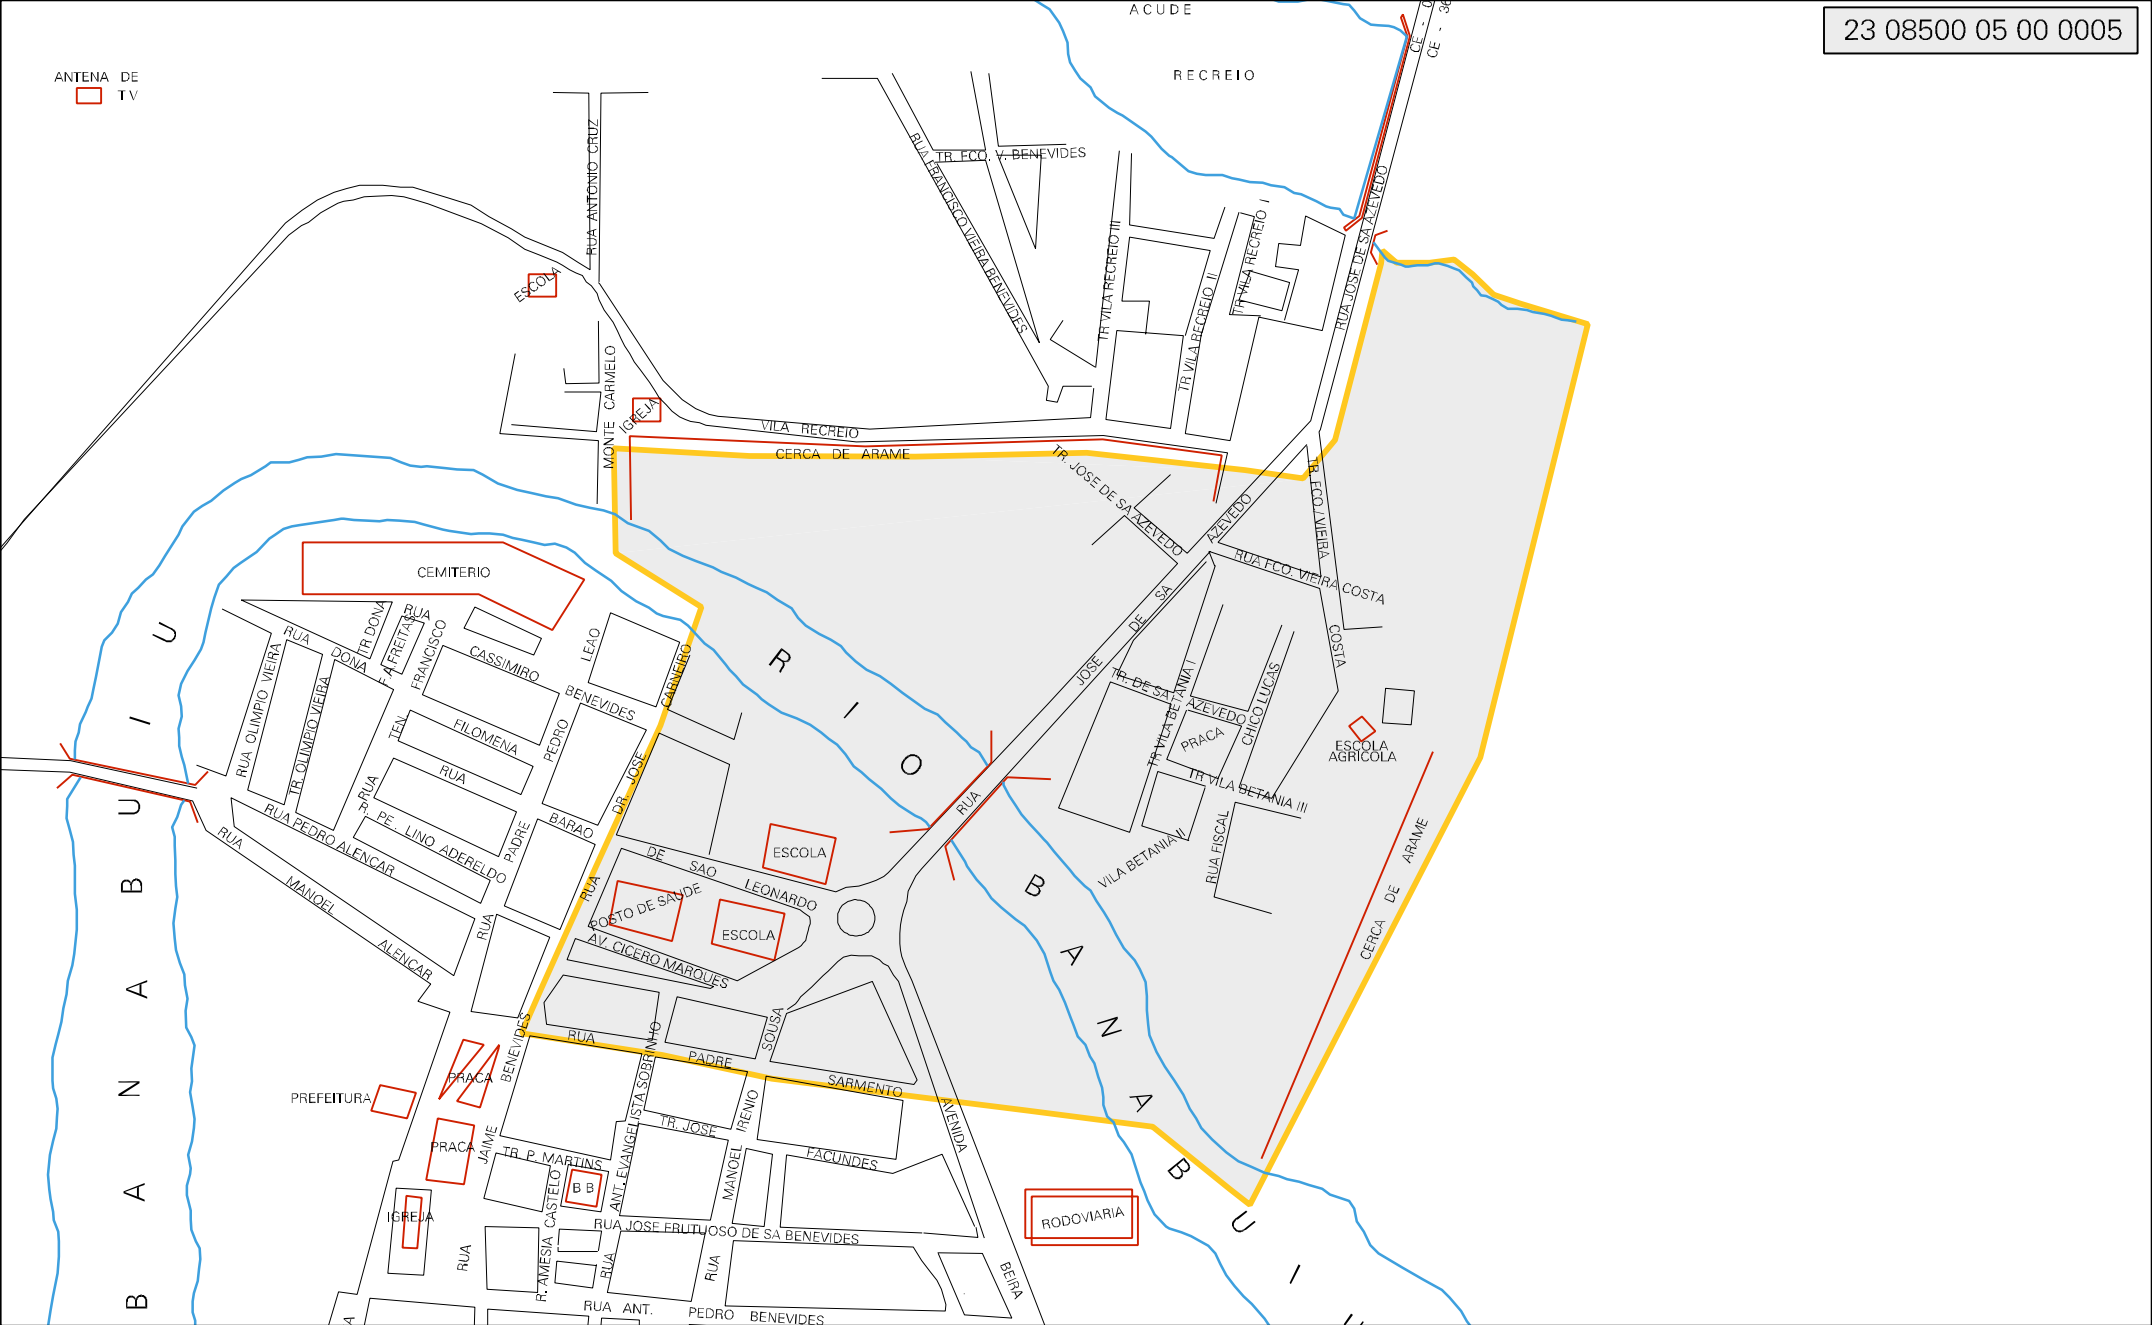 ACUDE
RECREIO
CE -
CE - 36
23 08500 05 00 0005
ANTENA DE
TV
RUA ANTONIO CRUZ
TR. FCO. V. BENEVIDES
RUA FRANCISCO VIEIRA BENEVIDES
TR VILA RECREIO III
TR VILA RECREIO II
TR VILA RECREIO I
RUA JOSE DE SA AZEVEDO
ESCOLA
MONTE CARMELO
IGREJA
VILA RECREIO
CERCA DE ARAME
TR. JOSE DE SA AZEVEDO
AZEVEDO
TR. FCO. VIEIRA
COSTA
RUA FCO. VIEIRA COSTA
CEMITERIO
RUA
DONA
TR DONA
F. A. FREITAS
RUA
FRANCISCO
CASSIMIRO
LEAO
BENEVIDES
CARNEIRO
RUA OLIMPIO VIEIRA
TR. OLIMPIO VIEIRA
TEN.
FILOMENA
PEDRO
RUA
RUA
DR. JOSE
BARAO
RUA PEDRO ALENCAR
R. PE. LINO ADERELDO
PADRE
RUA
MANOEL
ALENCAR
RUA
RUA
DE SAO LEONARDO
ESCOLA
POSTO DE SAUDE
ESCOLA
AV. CICERO MARQUES
RUA JOSE DE SA
TR. DE SA AZEVEDO
TR VILA BETANIA I
CHICO LUCAS
PRACA
TR VILA BETANIA III
VILA BETANIA II
RUA FISCAL
ESCOLA
AGRICOLA
CERCA DE ARAME
RIO BANABUIU
BANABUIU
RUA PADRE SARMENTO
SOUSA
BENEVIDES
PRACA
PREFEITURA
PRACA
JAIME
TR. P. MARTINS
ANT. EVANGELISTA SOBRINHO
TR. JOSE FACUNDES
IRENIO
MANOEL
AVENIDA
BEIRA
B B
IGREJA
RUA
R. AMESIA CASTELO
RUA JOSE FRUTUOSO DE SA BENEVIDES
RUA
RUA
RODOVIARIA
RUA ANT. PEDRO BENEVIDES
A